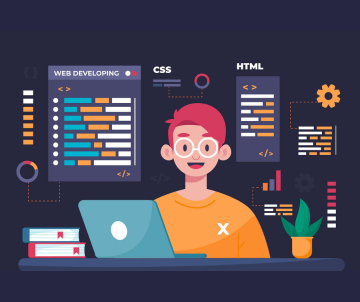 WEB DEVELOPING
CSS
HTML
< >
< >
</>
</>
X